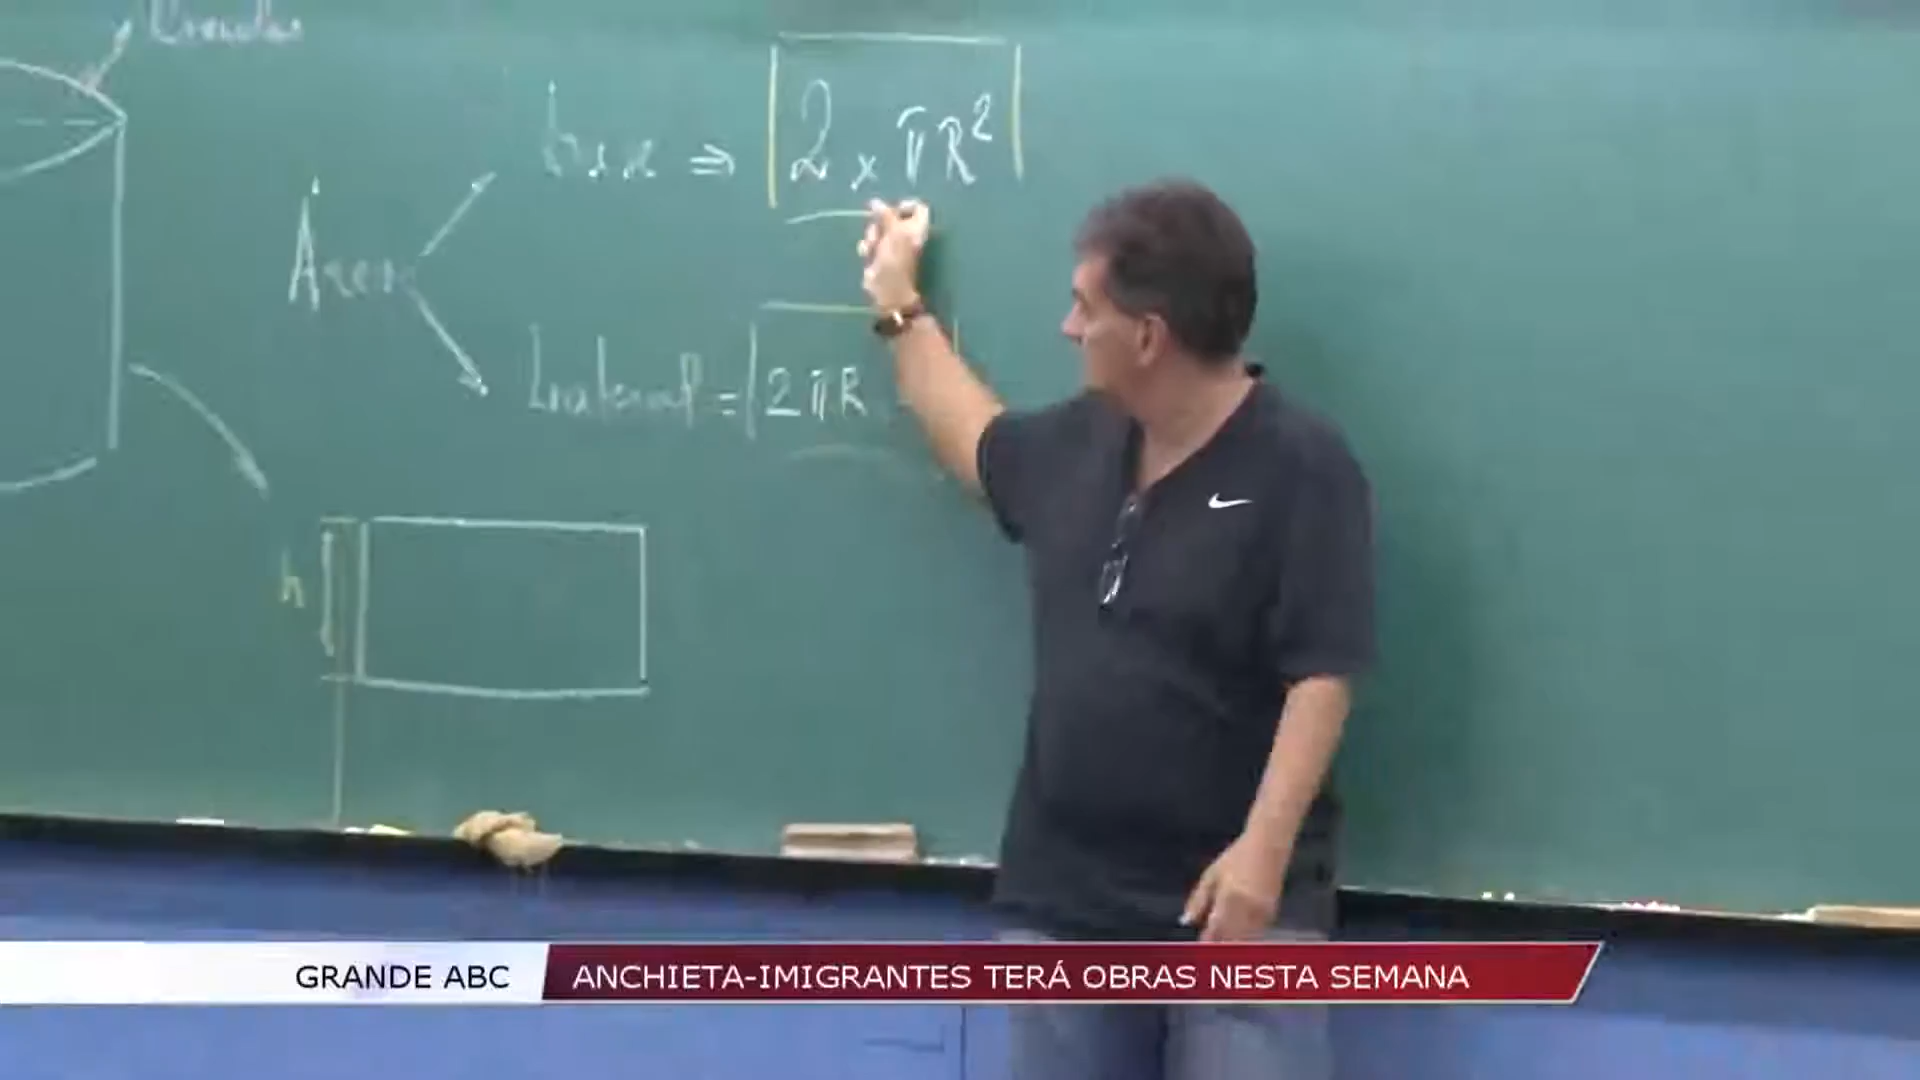 base ⇒ 2 x πR²
Área
Lateral = 2πR
h
GRANDE ABC ANCHIETA-IMIGRANTES TERÁ OBRAS NESTA SEMANA